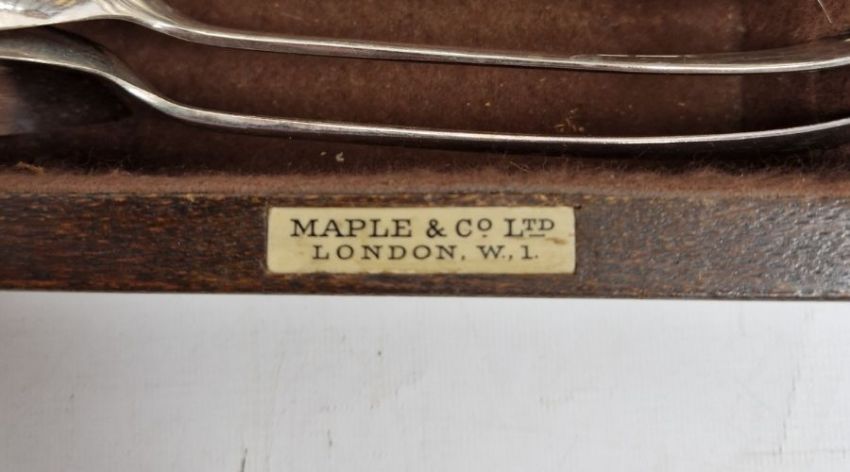 MAPLE & Cº LTD
LONDON, W., 1.